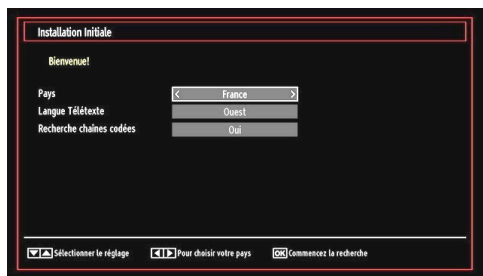 Installation Initiale
Bienvenue!
Pays < France >
Langue Télétexte Ouest
Recherche chaînes codées Oui
Sélectionner le réglage Pour choisir votre pays OK Commencez la recherche